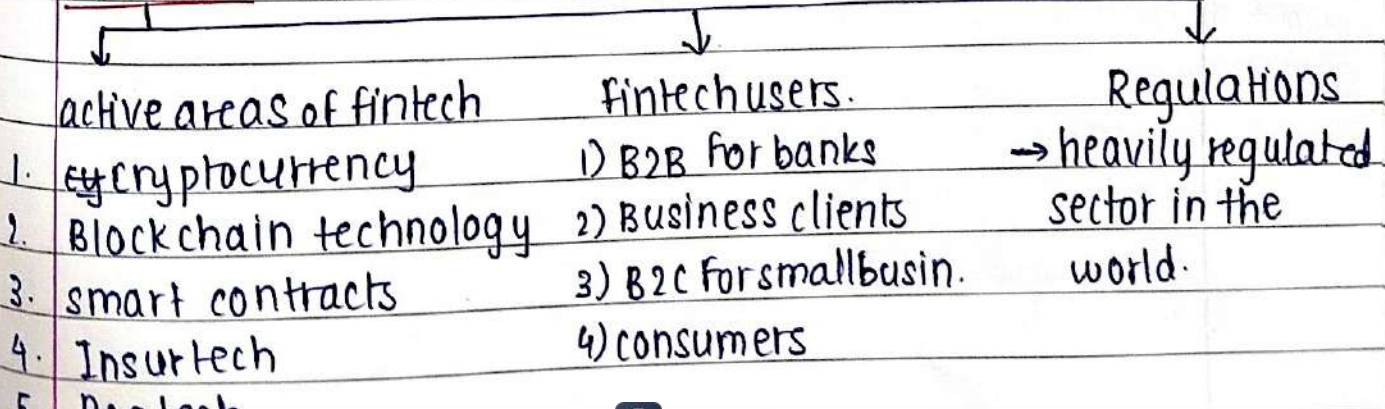 active areas of fintech
1. cryptocurrency
2. Blockchain technology
3. smart contracts
4. Insurtech
5
fintech users.
1) B2B for banks
2) Business clients
3) B2C for small busin.
4) consumers
Regulations
→ heavily regulated
sector in the
world.